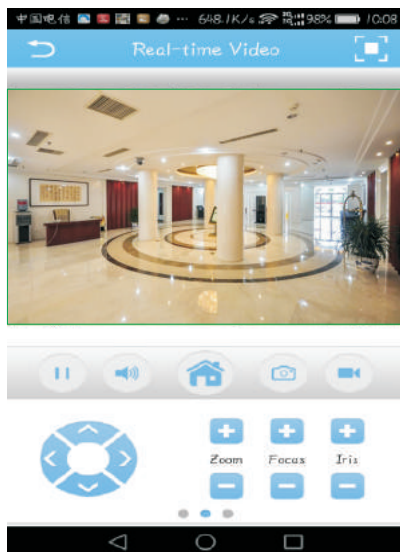 中国电信 ... 648.1K/s 98% 10:08
Real-time Video
Zoom Focus Iris